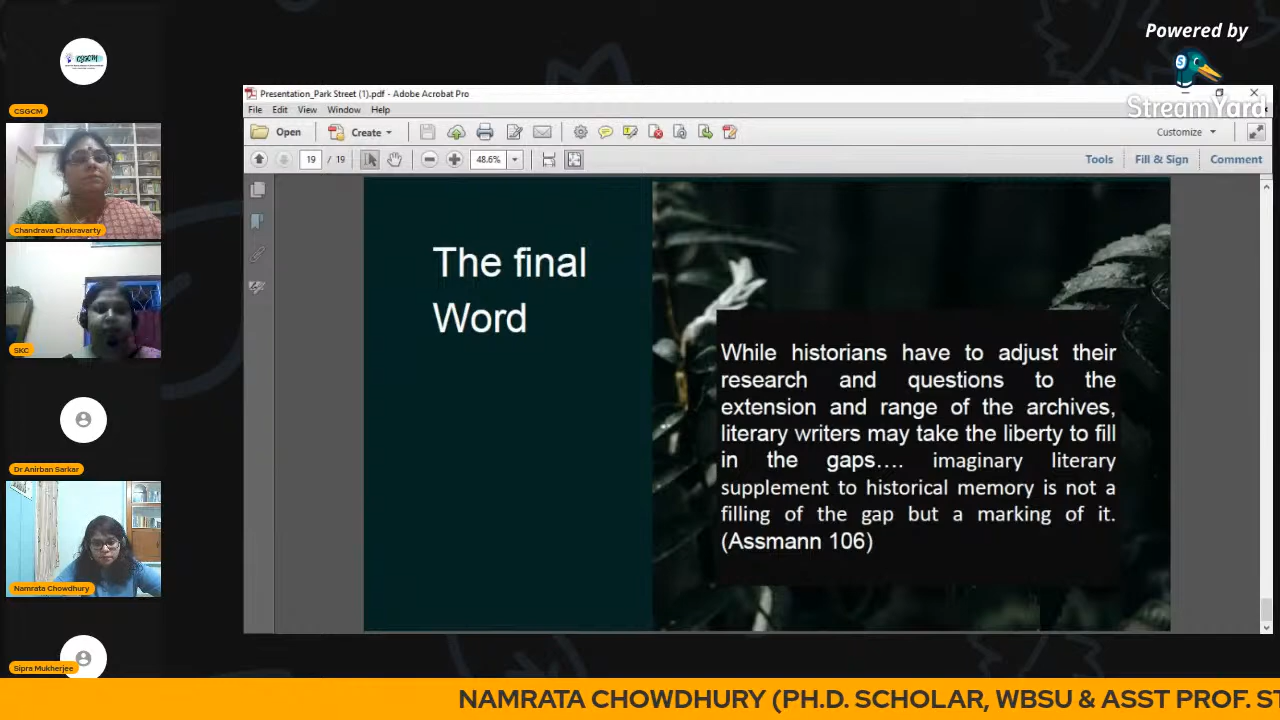 Powered by
StreamYard
CSGCM
Chandrava Chakravarty
SKC
Dr Anirban Sarkar
Namrata Chowdhury
Sipra Mukherjee
Presentation_Park Street (1).pdf - Adobe Acrobat Pro
File Edit View Window Help
Open Create Customize
19 / 19 48.6% Tools Fill & Sign Comment
The final
Word
While historians have to adjust their
research and questions to the
extension and range of the archives,
literary writers may take the liberty to fill
in the gaps…. imaginary literary
supplement to historical memory is not a
filling of the gap but a marking of it.
(Assmann 106)
NAMRATA CHOWDHURY (PH.D. SCHOLAR, WBSU & ASST PROF. ST